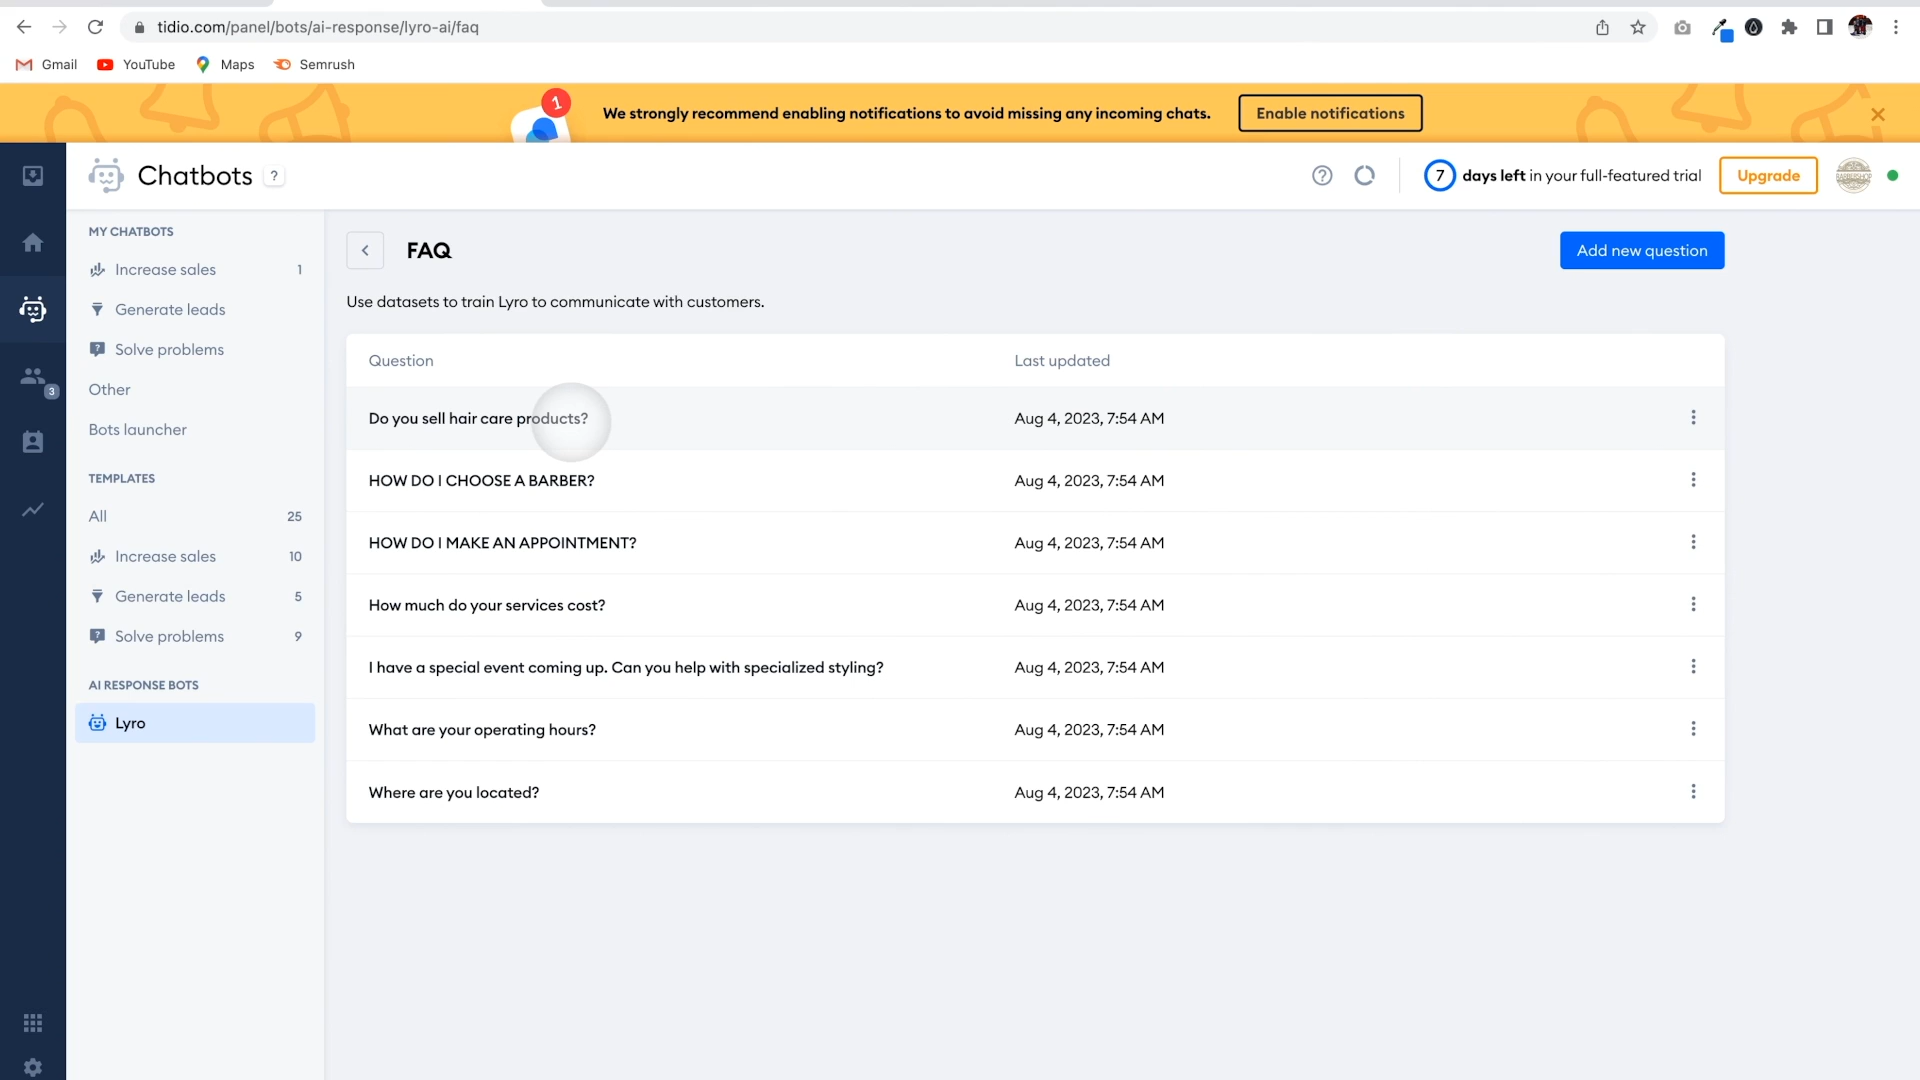 tidio.com/panel/bots/ai-response/lyro-ai/faq
Gmail YouTube Maps Semrush
1
We strongly recommend enabling notifications to avoid missing any incoming chats. Enable notifications
Chatbots ?
7 days left in your full-featured trial Upgrade
BARBERSHOP
MY CHATBOTS
Increase sales 1
Generate leads
Solve problems
Other
Bots launcher
TEMPLATES
All 25
Increase sales 10
Generate leads 5
Solve problems 9
AI RESPONSE BOTS
Lyro
3
FAQ
Add new question
Use datasets to train Lyro to communicate with customers.
Question Last updated
Do you sell hair care products? Aug 4, 2023, 7:54 AM
HOW DO I CHOOSE A BARBER? Aug 4, 2023, 7:54 AM
HOW DO I MAKE AN APPOINTMENT? Aug 4, 2023, 7:54 AM
How much do your services cost? Aug 4, 2023, 7:54 AM
I have a special event coming up. Can you help with specialized styling? Aug 4, 2023, 7:54 AM
What are your operating hours? Aug 4, 2023, 7:54 AM
Where are you located? Aug 4, 2023, 7:54 AM